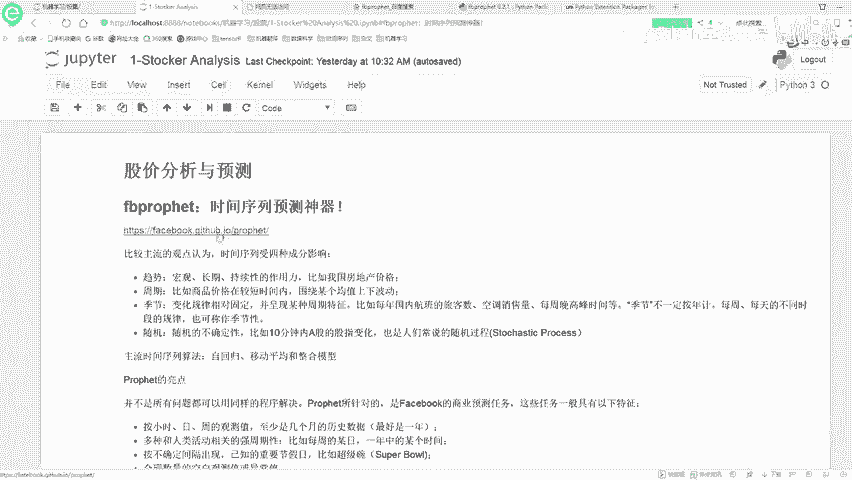 1-Stocker Analysis
http://localhost:8888/notebooks/机器学习/股票/1-Stocker%20Analysis%20.ipynb#fbprophet：时间序列预测神器!
jupyter 1-Stocker Analysis Last Checkpoint: Yesterday at 10:32 AM (autosaved)
Logout
File Edit View Insert Cell Kernel Widgets Help
Not Trusted
Python 3
Code
股价分析与预测
fbprophet：时间序列预测神器！
https://facebook.github.io/prophet/
比较主流的观点认为，时间序列受四种成分影响：
趋势：宏观、长期、持续性的作用力，比如我国房地产价格；
周期：比如商品价格在较短时间内，围绕某个均值上下波动；
季节：变化规律相对固定，并呈现某种周期特征。比如每年国内航班的旅客数、空调销售量、每周晚高峰时间等。“季节”不一定按年计。每周、每天的不同时
段的规律，也可称作季节性。
随机：随机的不确定性，比如10分钟内A股的股指变化，也是人们常说的随机过程(Stochastic Process）
主流时间序列算法：自回归、移动平均和整合模型
Prophet的亮点
并不是所有问题都可以用同样的程序解决。Prophet所针对的，是Facebook的商业预测任务，这些任务一般具有以下特征：
按小时、日、周的观测值，至少是几个月的历史数据（最好是一年）；
多种和人类活动相关的强周期性：比如每周的某日，一年中的某个时间；
按不确定间隔出现，已知的重要节假日，比如超级碗（Super Bowl)；
https://facebook.github.io/prophet/